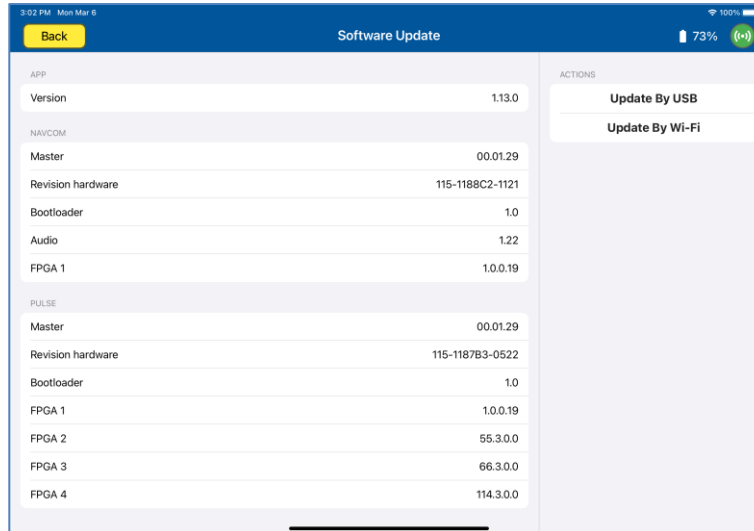 3:02 PM Mon Mar 6 100%
Back Software Update 73%
APP
Version 1.13.0
NAVCOM
Master 00.01.29
Revision hardware 115-1188C2-1121
Bootloader 1.0
Audio 1.22
FPGA 1 1.0.0.19
PULSE
Master 00.01.29
Revision hardware 115-1187B3-0522
Bootloader 1.0
FPGA 1 1.0.0.19
FPGA 2 55.3.0.0
FPGA 3 66.3.0.0
FPGA 4 114.3.0.0
ACTIONS
Update By USB
Update By Wi-Fi